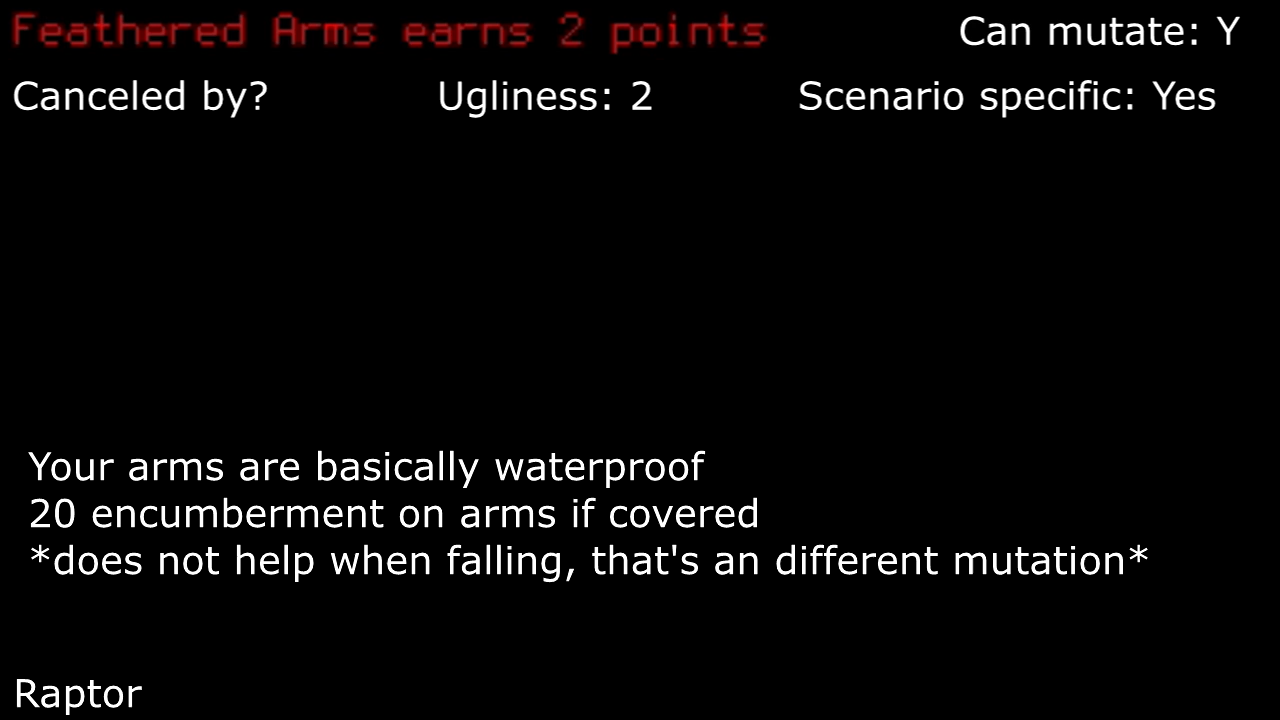 Feathered Arms earns 2 points
Can mutate: Y
Canceled by?
Ugliness: 2
Scenario specific: Yes
Your arms are basically waterproof
20 encumberment on arms if covered
*does not help when falling, that's an different mutation*
Raptor